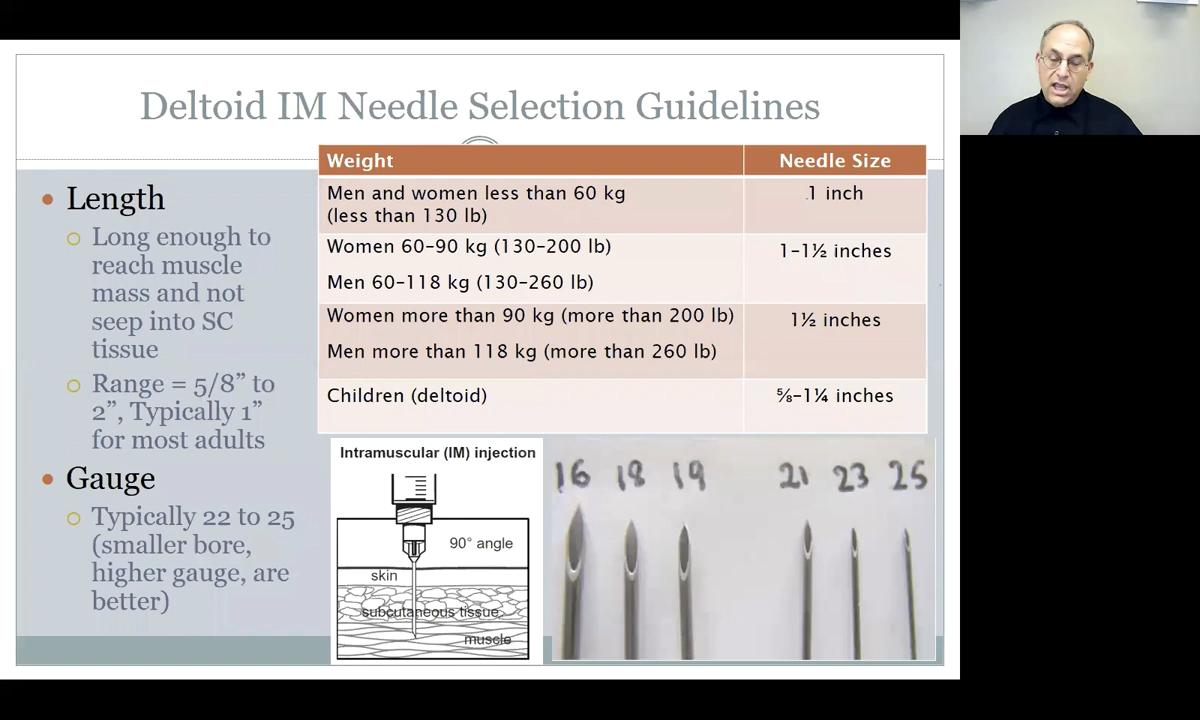 Deltoid IM Needle Selection Guidelines
• Length
○ Long enough to
reach muscle
mass and not
seep into SC
tissue
○ Range = 5/8” to
2”, Typically 1”
for most adults
• Gauge
○ Typically 22 to 25
(smaller bore,
higher gauge, are
better)
Weight Needle Size
Men and women less than 60 kg
(less than 130 lb) 1 inch
Women 60–90 kg (130–200 lb)
Men 60–118 kg (130–260 lb)
1–1½ inches
Women more than 90 kg (more than 200 lb)
Men more than 118 kg (more than 260 lb)
1½ inches
Children (deltoid) ⅝–1¼ inches
Intramuscular (IM) injection
90° angle
skin
subcutaneous tissue
muscle
16 18 19 21 23 25